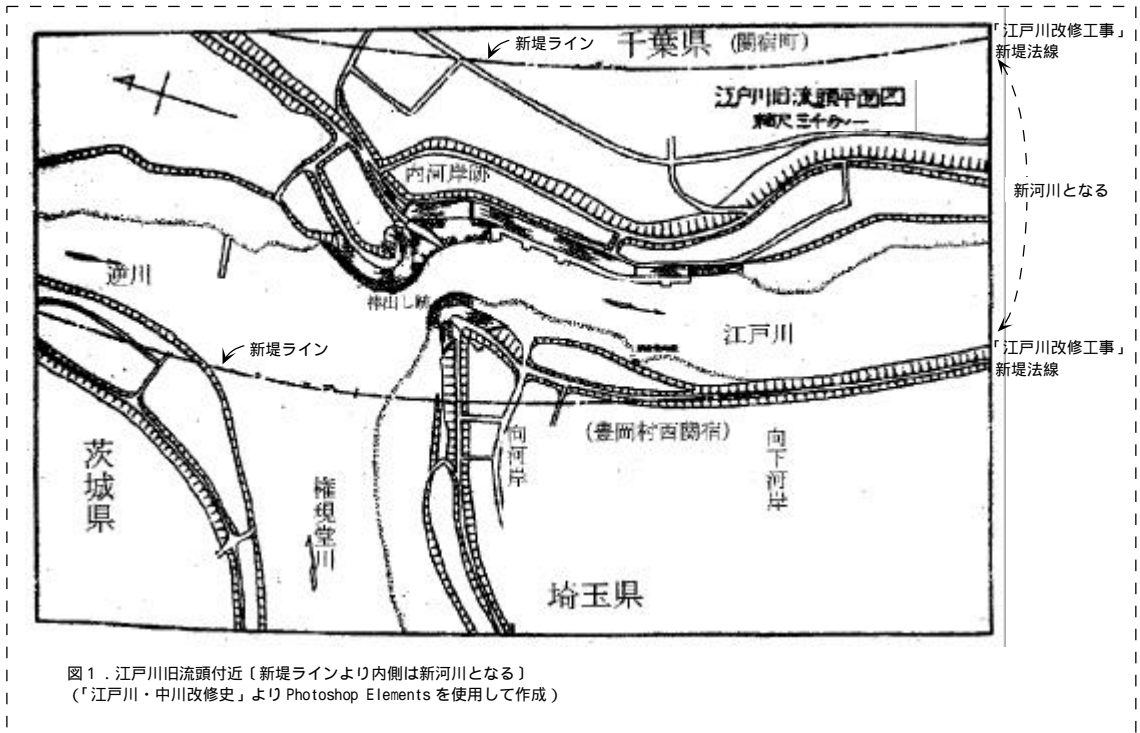 「江戸川改修工事」
新堤法線
新堤ライン
千葉県 (関宿町)
江戸川旧流頭平面図
縮尺三千分ノ一
内河岸跡
新河川となる
逆川
棒出し跡
江戸川
新堤ライン
「江戸川改修工事」
新堤法線
(豊岡村西関宿)
向河岸
向下河岸
茨城県
権現堂川
埼玉県
図1．江戸川旧流頭付近〔新堤ラインより内側は新河川となる〕
(「江戸川・中川改修史」よりPhotoshop Elementsを使用して作成)